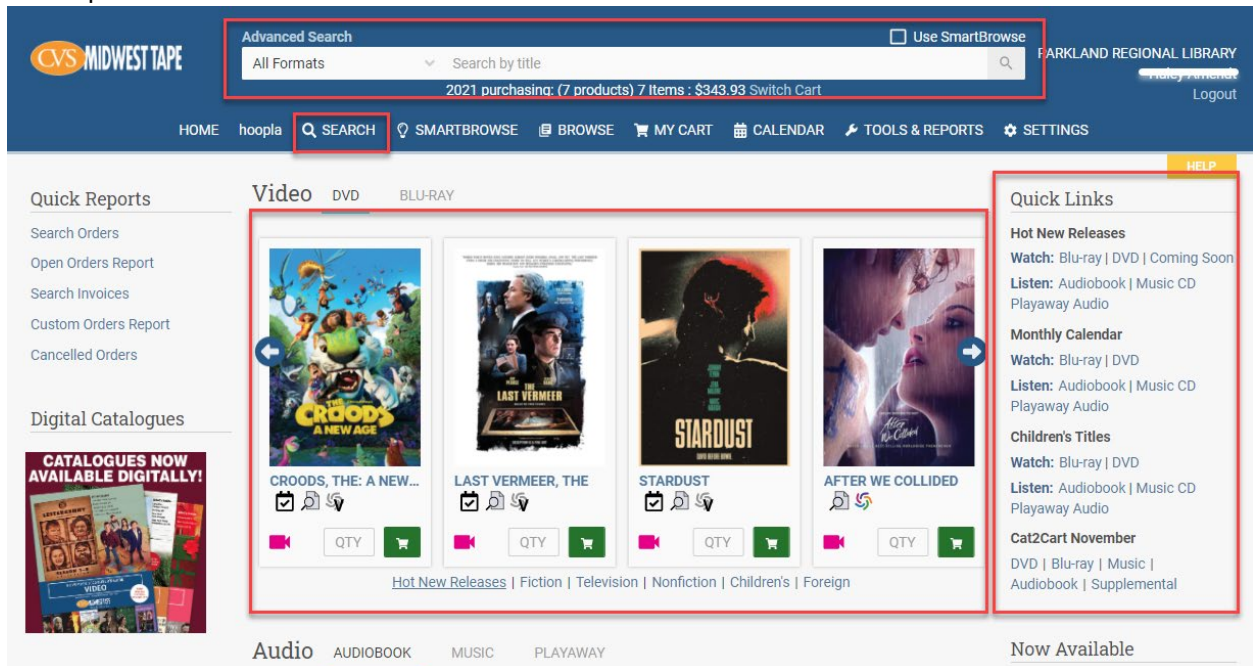 Advanced Search
Use SmartBrowse
CVS MIDWEST TAPE
All Formats
Search by title
PARKLAND REGIONAL LIBRARY
2021 purchasing: (7 products) 7 Items : $343.93 Switch Cart
Logout
HOME hoopla SEARCH SMARTBROWSE BROWSE MY CART CALENDAR TOOLS & REPORTS SETTINGS
HELP
Quick Reports
Search Orders
Open Orders Report
Search Invoices
Custom Orders Report
Cancelled Orders
Digital Catalogues
CATALOGUES NOW
AVAILABLE DIGITALLY!
VIDEO
Video DVD BLU-RAY
THE
CROODS
A NEW AGE
THE
LAST VERMEER
STARDUST
After
We Collided
CROODS, THE: A NEW...
LAST VERMEER, THE
STARDUST
AFTER WE COLLIDED
QTY
QTY
QTY
QTY
Hot New Releases | Fiction | Television | Nonfiction | Children's | Foreign
Audio AUDIOBOOK MUSIC PLAYAWAY
Quick Links
Hot New Releases
Watch: Blu-ray | DVD | Coming Soon
Listen: Audiobook | Music CD
Playaway Audio
Monthly Calendar
Watch: Blu-ray | DVD
Listen: Audiobook | Music CD
Playaway Audio
Children's Titles
Watch: Blu-ray | DVD
Listen: Audiobook | Music CD
Playaway Audio
Cat2Cart November
DVD | Blu-ray | Music |
Audiobook | Supplemental
Now Available